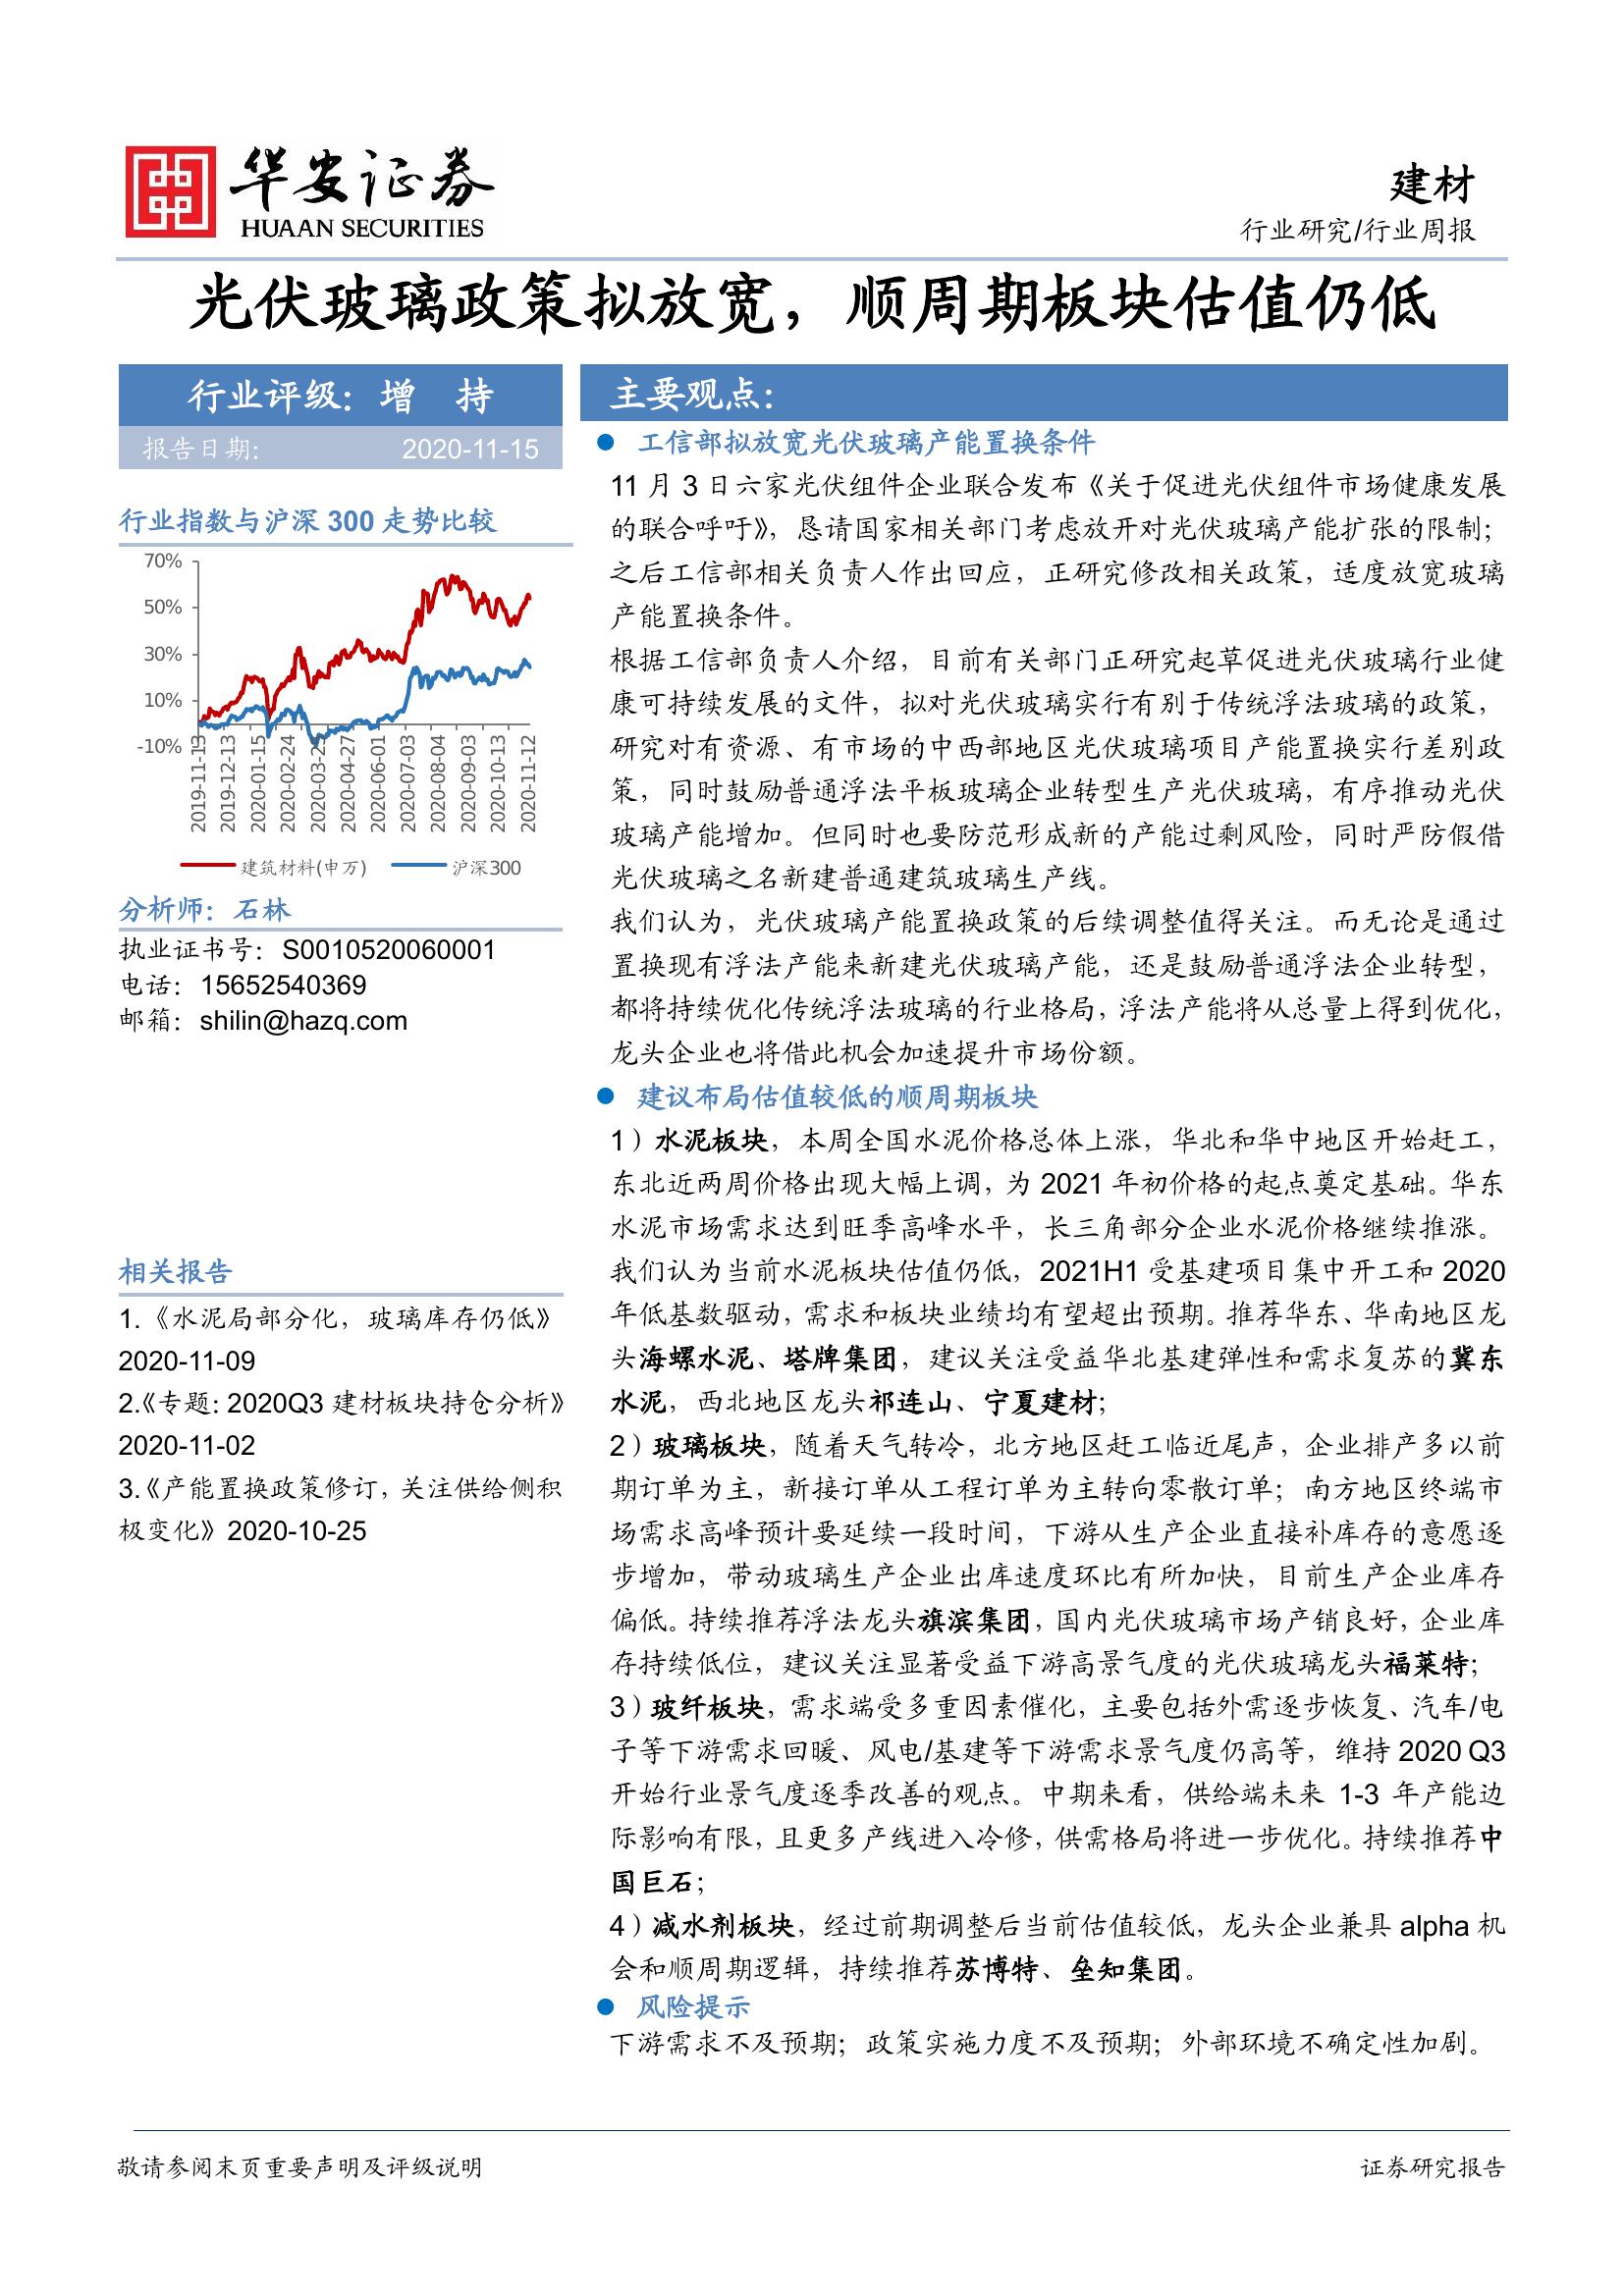 华安证券
HUAAN SECURITIES
建材
行业研究/行业周报
光伏玻璃政策拟放宽，顺周期板块估值仍低
行业评级：增 持
报告日期： 2020-11-15
行业指数与沪深 300 走势比较
70%
50%
30%
10%
-10%
2019-11-13
2019-12-13
2020-01-15
2020-02-24
2020-03-25
2020-04-27
2020-06-01
2020-07-03
2020-08-04
2020-09-03
2020-10-13
2020-11-12
建筑材料(申万) 沪深300
分析师：石林
执业证书号：S0010520060001
电话：15652540369
邮箱：shilin@hazq.com
相关报告
1.《水泥局部分化，玻璃库存仍低》
2020-11-09
2.《专题：2020Q3 建材板块持仓分析》
2020-11-02
3.《产能置换政策修订，关注供给侧积
极变化》2020-10-25
主要观点：
● 工信部拟放宽光伏玻璃产能置换条件
11 月 3 日六家光伏组件企业联合发布《关于促进光伏组件市场健康发展
的联合呼吁》，恳请国家相关部门考虑放开对光伏玻璃产能扩张的限制；
之后工信部相关负责人作出回应，正研究修改相关政策，适度放宽玻璃
产能置换条件。
根据工信部负责人介绍，目前有关部门正研究起草促进光伏玻璃行业健
康可持续发展的文件，拟对光伏玻璃实行有别于传统浮法玻璃的政策，
研究对有资源、有市场的中西部地区光伏玻璃项目产能置换实行差别政
策，同时鼓励普通浮法平板玻璃企业转型生产光伏玻璃，有序推动光伏
玻璃产能增加。但同时也要防范形成新的产能过剩风险，同时严防假借
光伏玻璃之名新建普通建筑玻璃生产线。
我们认为，光伏玻璃产能置换政策的后续调整值得关注。而无论是通过
置换现有浮法产能来新建光伏玻璃产能，还是鼓励普通浮法企业转型，
都将持续优化传统浮法玻璃的行业格局，浮法产能将从总量上得到优化，
龙头企业也将借此机会加速提升市场份额。
● 建议布局估值较低的顺周期板块
1）水泥板块，本周全国水泥价格总体上涨，华北和华中地区开始赶工，
东北近两周价格出现大幅上调，为 2021 年初价格的起点奠定基础。华东
水泥市场需求达到旺季高峰水平，长三角部分企业水泥价格继续推涨。
我们认为当前水泥板块估值仍低，2021H1 受基建项目集中开工和 2020
年低基数驱动，需求和板块业绩均有望超出预期。推荐华东、华南地区龙
头海螺水泥、塔牌集团，建议关注受益华北基建弹性和需求复苏的冀东
水泥，西北地区龙头祁连山、宁夏建材；
2）玻璃板块，随着天气转冷，北方地区赶工临近尾声，企业排产多以前
期订单为主，新接订单从工程订单为主转向零散订单；南方地区终端市
场需求高峰预计要延续一段时间，下游从生产企业直接补库存的意愿逐
步增加，带动玻璃生产企业出库速度环比有所加快，目前生产企业库存
偏低。持续推荐浮法龙头旗滨集团，国内光伏玻璃市场产销良好，企业库
存持续低位，建议关注显著受益下游高景气度的光伏玻璃龙头福莱特；
3）玻纤板块，需求端受多重因素催化，主要包括外需逐步恢复、汽车/电
子等下游需求回暖、风电/基建等下游需求景气度仍高等，维持 2020 Q3
开始行业景气度逐季改善的观点。中期来看，供给端未来 1-3 年产能边
际影响有限，且更多产线进入冷修，供需格局将进一步优化。持续推荐中
国巨石；
4）减水剂板块，经过前期调整后当前估值较低，龙头企业兼具 alpha 机
会和顺周期逻辑，持续推荐苏博特、垒知集团。
● 风险提示
下游需求不及预期；政策实施力度不及预期；外部环境不确定性加剧。
敬请参阅末页重要声明及评级说明
证券研究报告